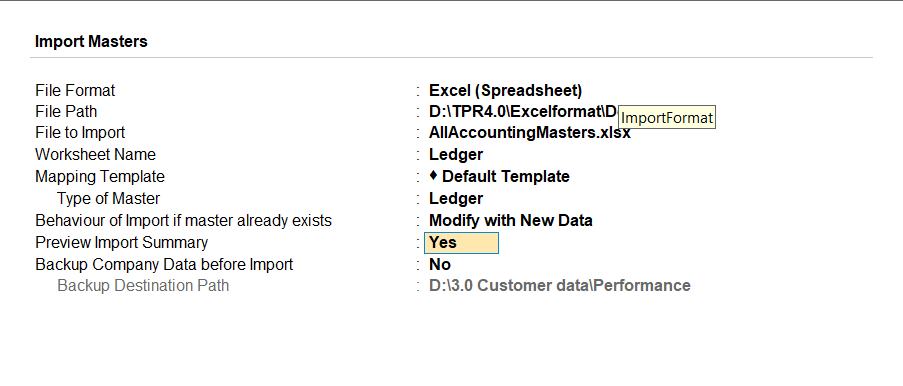 Import Masters
File Format : Excel (Spreadsheet)
File Path : D:\TPR4.0\Excelformat\D
ImportFormat
File to Import : AllAccountingMasters.xlsx
Worksheet Name : Ledger
Mapping Template : ♦ Default Template
Type of Master : Ledger
Behaviour of Import if master already exists : Modify with New Data
Preview Import Summary : Yes
Backup Company Data before Import : No
Backup Destination Path : D:\3.0 Customer data\Performance